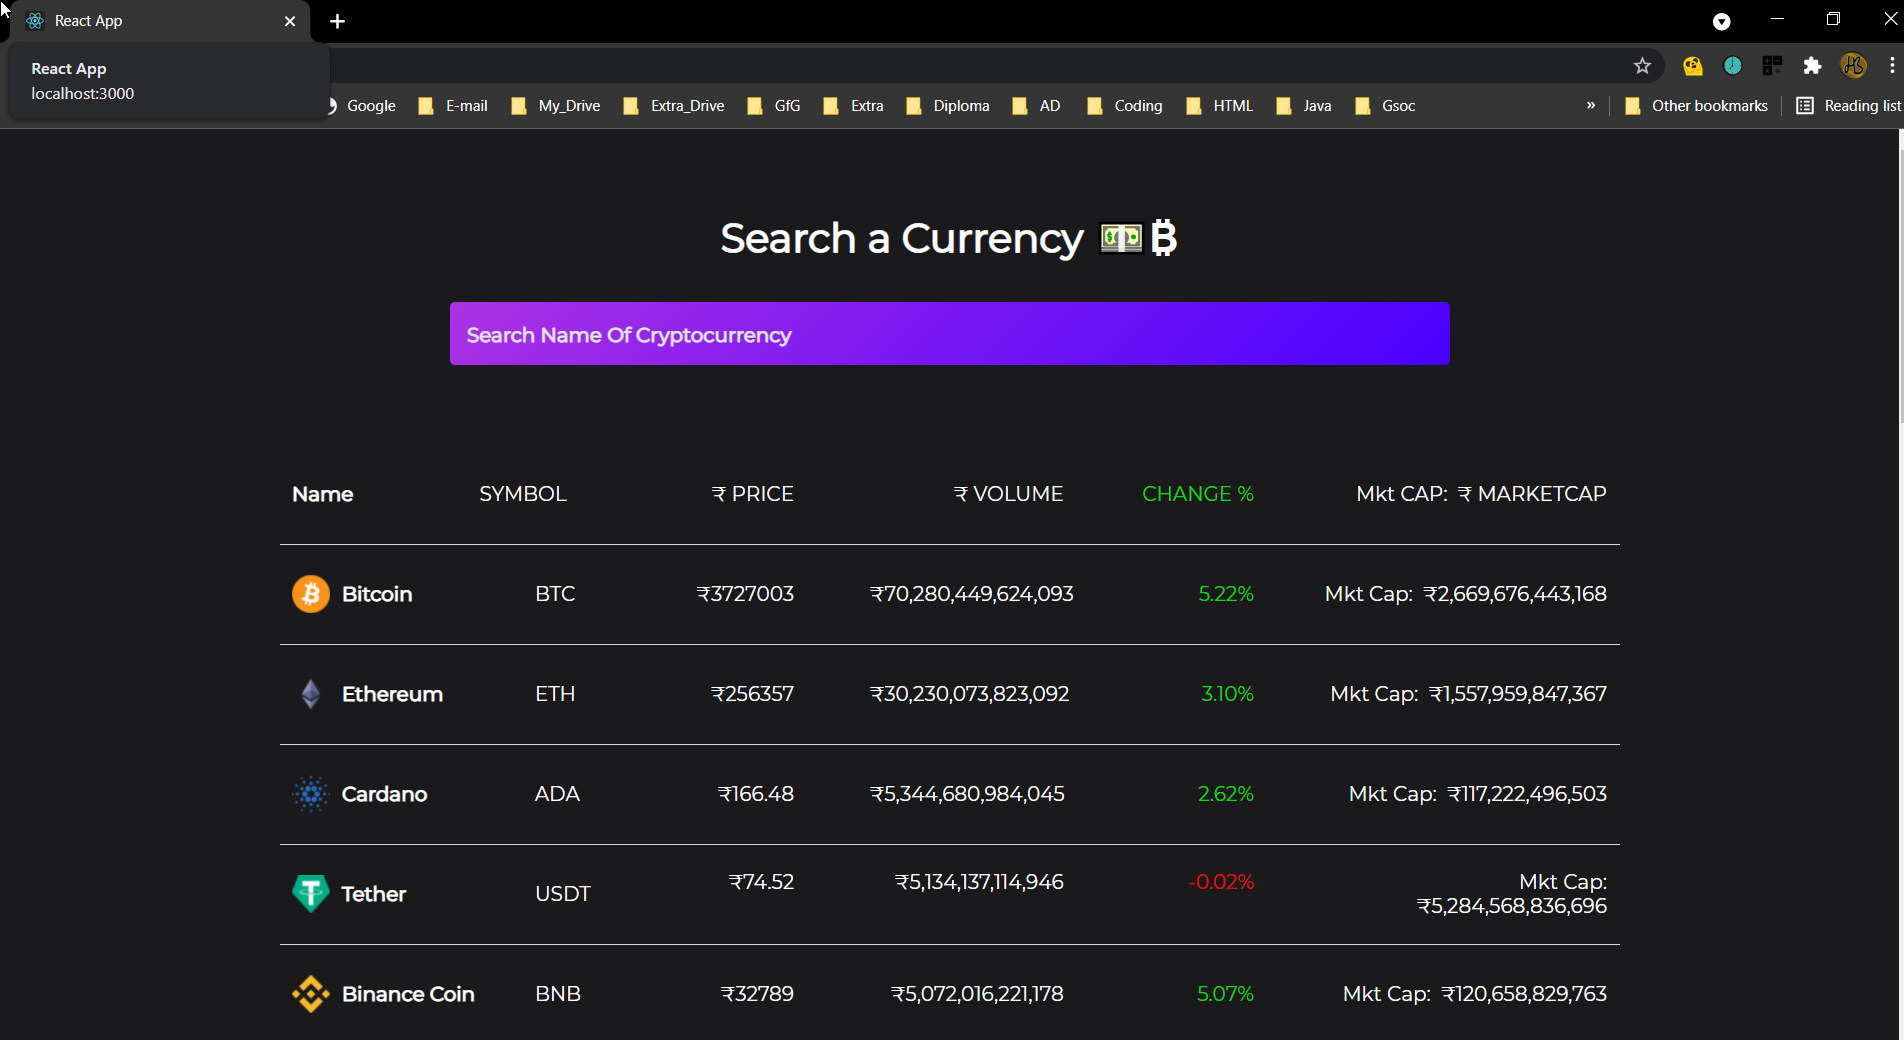 React App
React App
localhost:3000
Google E-mail My_Drive Extra_Drive GfG Extra Diploma AD Coding HTML Java Gsoc » Other bookmarks Reading list
Search a Currency 💵₿
Search Name Of Cryptocurrency
Name SYMBOL ₹ PRICE ₹ VOLUME CHANGE % Mkt CAP: ₹ MARKETCAP
Bitcoin BTC ₹3727003 ₹70,280,449,624,093 5.22% Mkt Cap: ₹2,669,676,443,168
Ethereum ETH ₹256357 ₹30,230,073,823,092 3.10% Mkt Cap: ₹1,557,959,847,367
Cardano ADA ₹166.48 ₹5,344,680,984,045 2.62% Mkt Cap: ₹117,222,496,503
Tether USDT ₹74.52 ₹5,134,137,114,946 -0.02% Mkt Cap:
₹5,284,568,836,696
Binance Coin BNB ₹32789 ₹5,072,016,221,178 5.07% Mkt Cap: ₹120,658,829,763